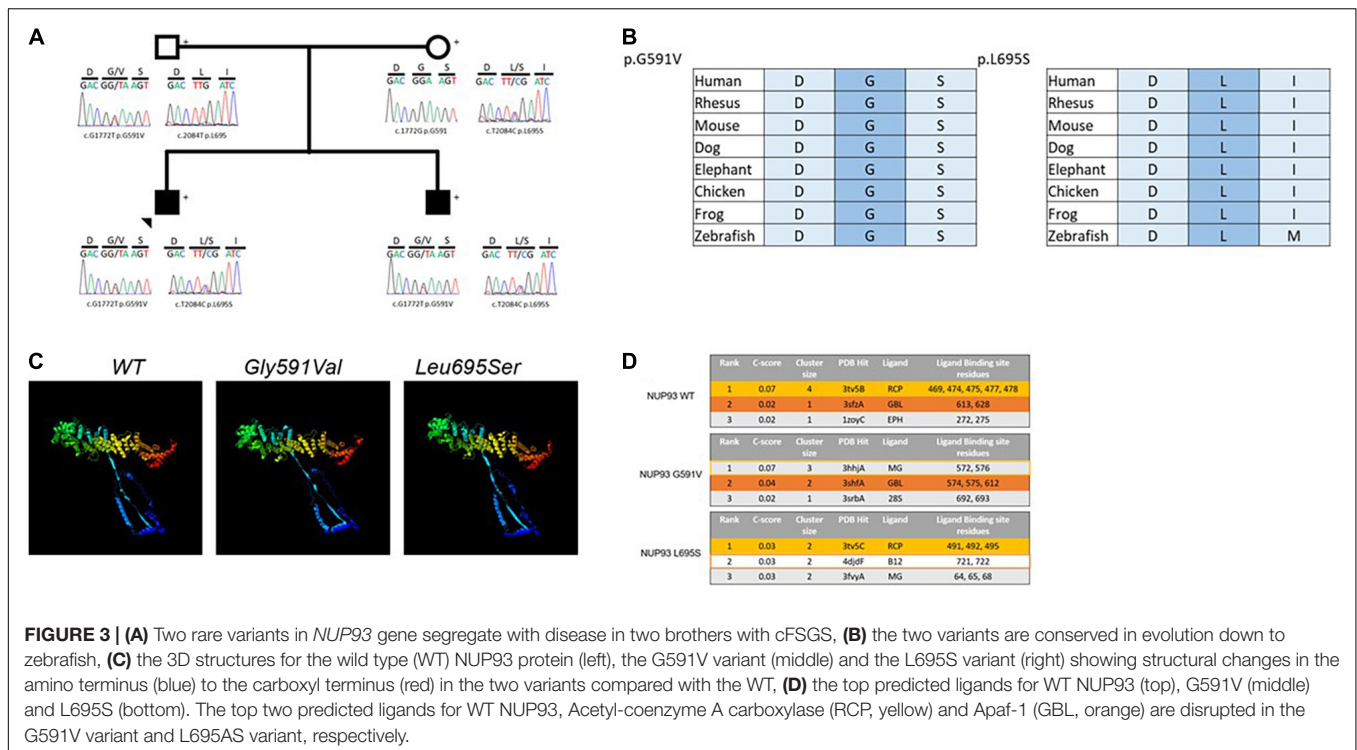 A
+
+
D G/V S D L I
GAC GG/TA AGT GAC TTG ATC
c.G1772T p.G591V c.2084T p.L695
D G S D L/S I
GAC GGA AGT GAC TT/CG ATC
c.1772G p.G591 c.T2084C p.L695S
+
+
D G/V S D L/S I
GAC GG/TA AGT GAC TT/CG ATC
c.G1772T p.G591V c.T2084C p.L695S
D G/V S D L/S I
GAC GG/TA AGT GAC TT/CG ATC
c.G1772T p.G591V c.T2084C p.L695S
B
p.G591V
Human D G S
Rhesus D G S
Mouse D G S
Dog D G S
Elephant D G S
Chicken D G S
Frog D G S
Zebrafish D G S
p.L695S
Human D L I
Rhesus D L I
Mouse D L I
Dog D L I
Elephant D L I
Chicken D L I
Frog D L I
Zebrafish D L M
C
WT Gly591Val Leu695Ser
D
NUP93 WT
Rank C-score Cluster size PDB Hit Ligand Ligand Binding site residues
1 0.07 4 3tv5B RCP 469, 474, 475, 477, 478
2 0.02 1 3sfzA GBL 613, 628
3 0.02 1 1zoyC EPH 272, 275
NUP93 G591V
Rank C-score Cluster size PDB Hit Ligand Ligand Binding site residues
1 0.07 3 3hhjA MG 572, 576
2 0.04 2 3shfA GBL 574, 575, 612
3 0.02 1 3srbA 28S 692, 693
NUP93 L695S
Rank C-score Cluster size PDB Hit Ligand Ligand Binding site residues
1 0.03 2 3tv5C RCP 491, 492, 495
2 0.03 2 4djdF B12 721, 722
3 0.03 2 3fvyA MG 64, 65, 68
FIGURE 3 | (A) Two rare variants in NUP93 gene segregate with disease in two brothers with cFSGS, (B) the two variants are conserved in evolution down to
zebrafish, (C) the 3D structures for the wild type (WT) NUP93 protein (left), the G591V variant (middle) and the L695S variant (right) showing structural changes in the
amino terminus (blue) to the carboxyl terminus (red) in the two variants compared with the WT, (D) the top predicted ligands for WT NUP93 (top), G591V (middle)
and L695S (bottom). The top two predicted ligands for WT NUP93, Acetyl-coenzyme A carboxylase (RCP, yellow) and Apaf-1 (GBL, orange) are disrupted in the
G591V variant and L695AS variant, respectively.